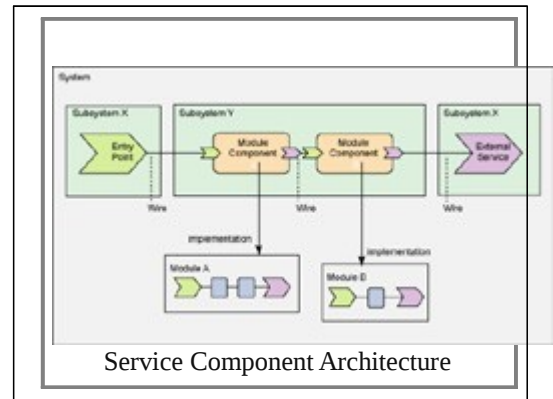 System
Subsystem X
Subsystem Y
Subsystem X
Entry
Point
Module
Component
Module
Component
External
Service
Wire
Wire
Wire
implementation
implementation
Module A
Module B
Service Component Architecture